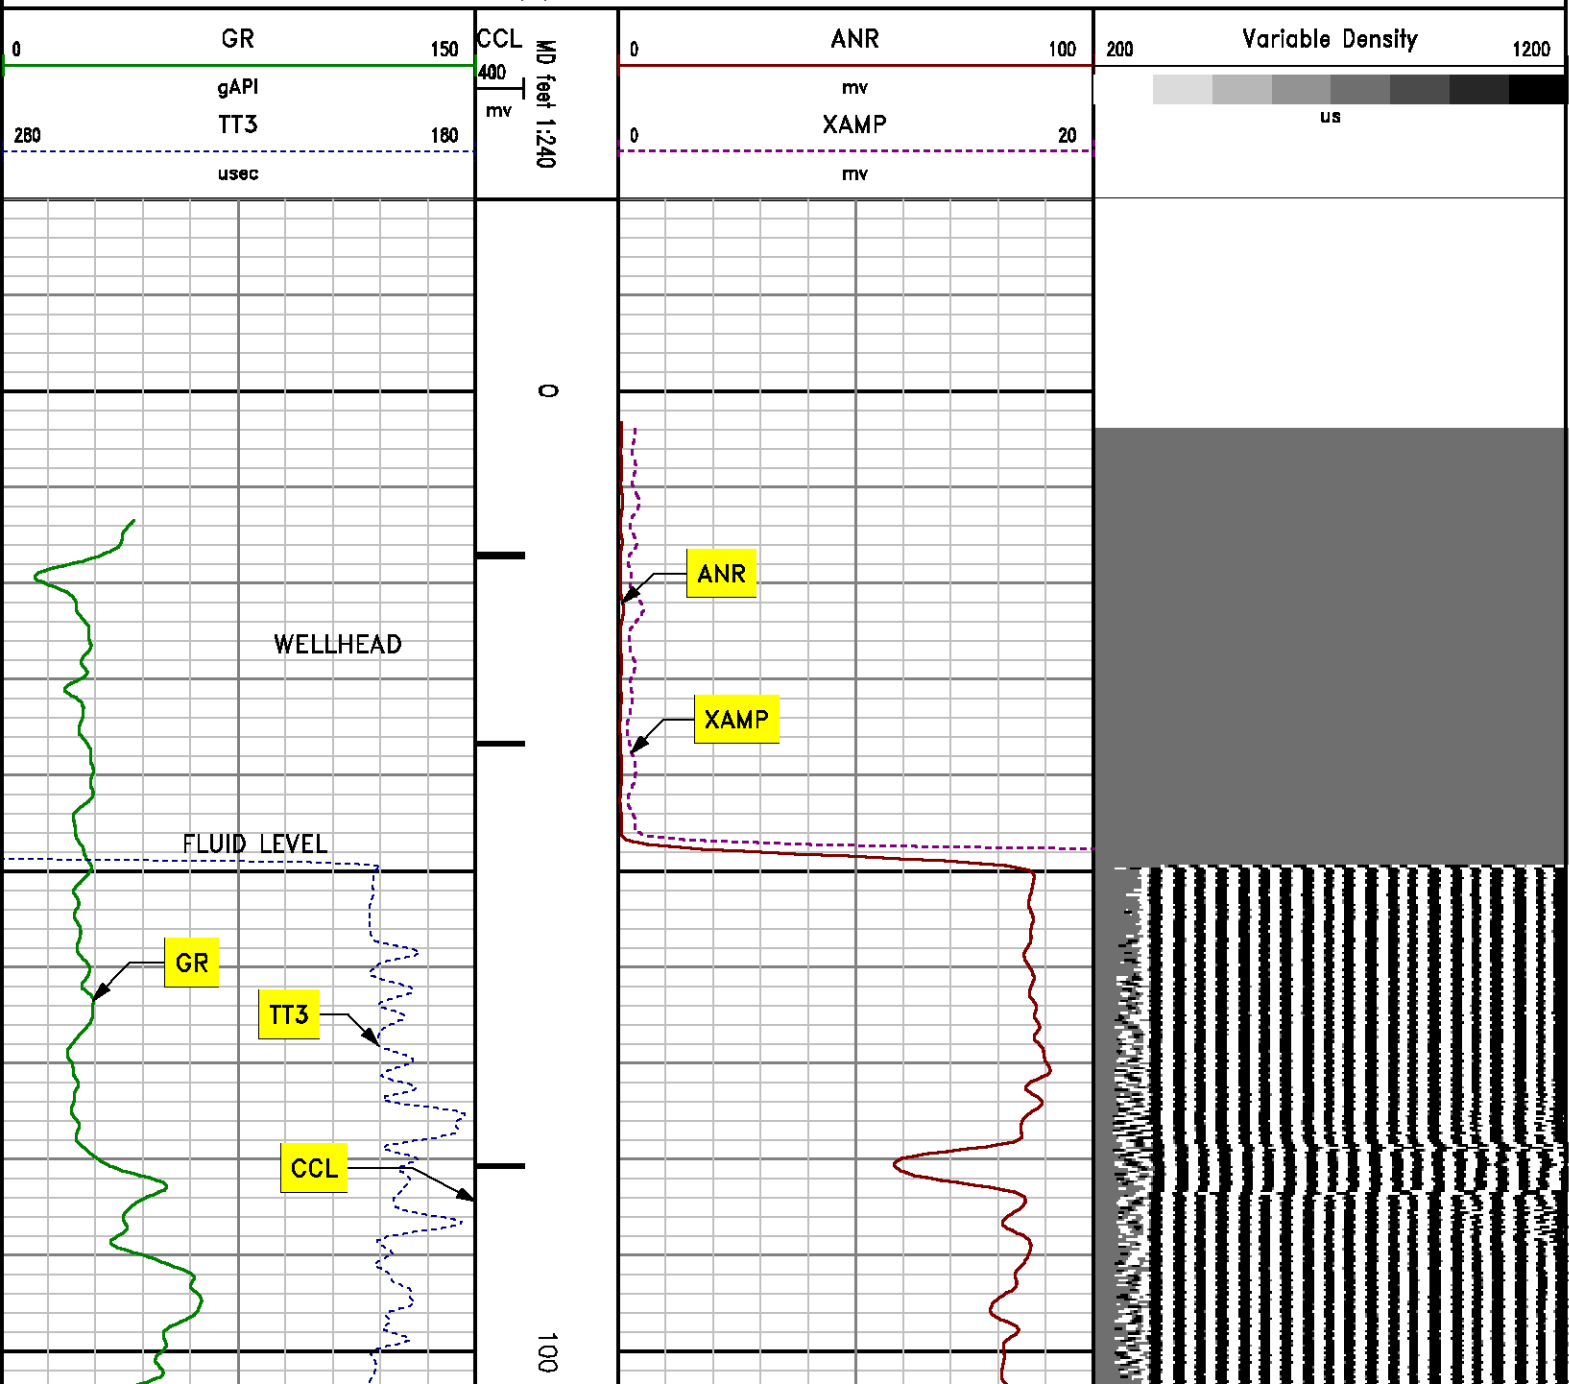 GR CCL ANR Variable Density
0 150 0 100 200 1200
400
gAPI mv mv us
MD feet 1:240
TT3 XAMP
280 180 0 20
usec mv
0
ANR
WELLHEAD
XAMP
FLUID LEVEL
GR
TT3
CCL
100